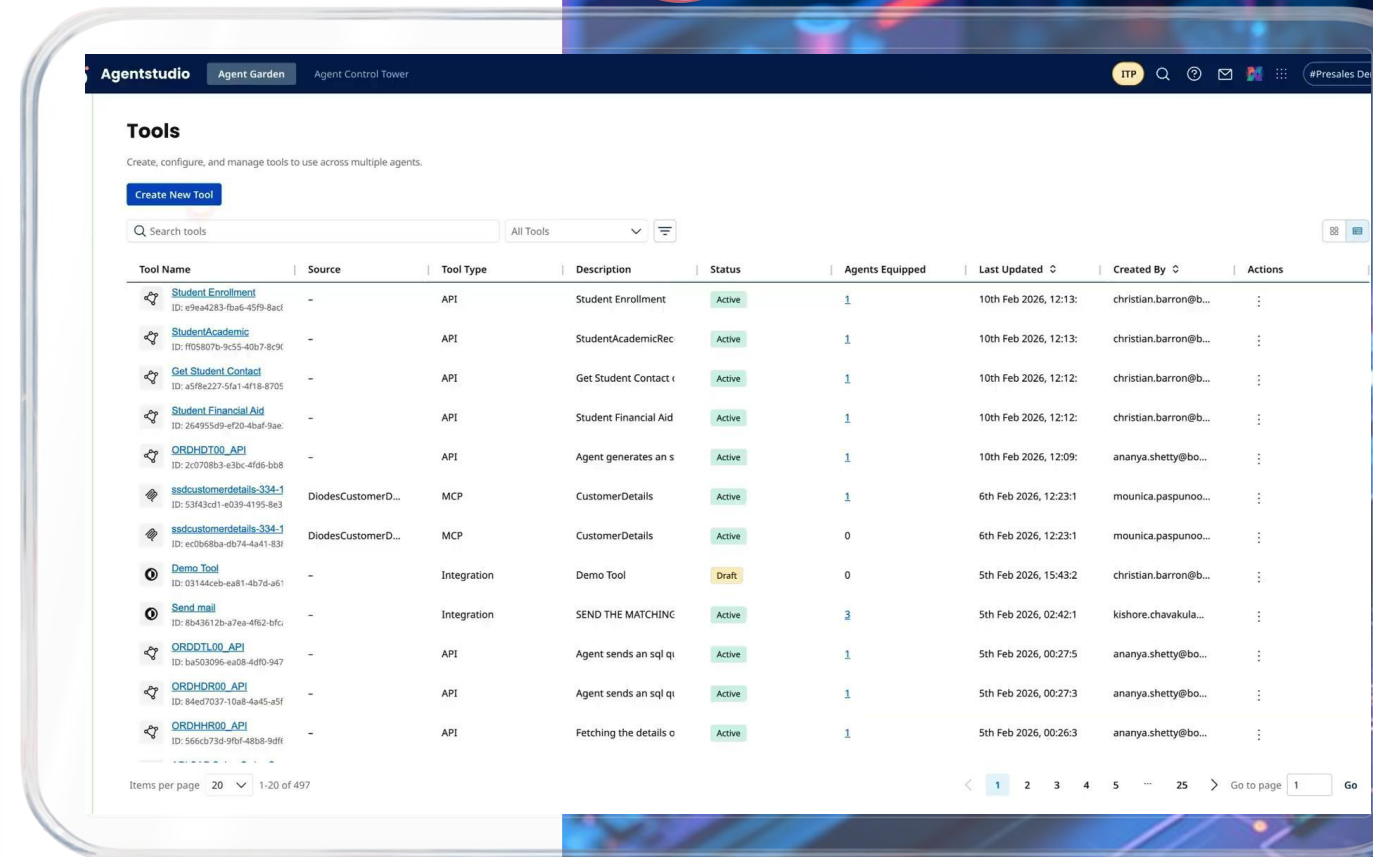 Agentstudio Agent Garden Agent Control Tower ITP #Presales De
Tools
Create, configure, and manage tools to use across multiple agents.
Create New Tool
Search tools All Tools
Tool Name Source Tool Type Description Status Agents Equipped Last Updated Created By Actions
Student Enrollment
ID: e9ea4283-fba6-45f9-8ac8 – API Student Enrollment Active 1 10th Feb 2026, 12:13: christian.barron@b...
StudentAcademic
ID: ff05807b-9c55-40b7-8c90 – API StudentAcademicRec Active 1 10th Feb 2026, 12:13: christian.barron@b...
Get Student Contact
ID: a5f8e227-5fa1-4f18-8705 – API Get Student Contact Active 1 10th Feb 2026, 12:12: christian.barron@b...
Student Financial Aid
ID: 264955d9-ef20-4baf-9ae. – API Student Financial Aid Active 1 10th Feb 2026, 12:12: christian.barron@b...
ORDHDT00_API
ID: 2c0708b3-e3bc-4fd6-bb8 – API Agent generates an s Active 1 10th Feb 2026, 12:09: ananya.shetty@bo...
ssdcustomerdetails-334-1
ID: 53f43cd1-e039-4195-8e3 DiodesCustomerD... MCP CustomerDetails Active 1 6th Feb 2026, 12:23:1 mounica.paspunoo...
ssdcustomerdetails-334-1
ID: ec0b68ba-db74-4a41-83f DiodesCustomerD... MCP CustomerDetails Active 0 6th Feb 2026, 12:23:1 mounica.paspunoo...
Demo Tool
ID: 03144ceb-ea81-4b7d-a61 – Integration Demo Tool Draft 0 5th Feb 2026, 15:43:2 christian.barron@b...
Send mail
ID: 8b43612b-a7ea-4f62-bfc – Integration SEND THE MATCHING Active 3 5th Feb 2026, 02:42:1 kishore.chavakula...
ORDDTL00_API
ID: ba503096-ea08-4df0-947 – API Agent sends an sql qu Active 1 5th Feb 2026, 00:27:5 ananya.shetty@bo...
ORDHDR00_API
ID: 84ed7037-10a8-4a45-a5f – API Agent sends an sql qu Active 1 5th Feb 2026, 00:27:3 ananya.shetty@bo...
ORDHHR00_API
ID: 566cb73d-9fbf-48b8-9df6 – API Fetching the details o Active 1 5th Feb 2026, 00:26:3 ananya.shetty@bo...
Items per page 20 1-20 of 497 1 2 3 4 5 ... 25 Go to page 1 Go